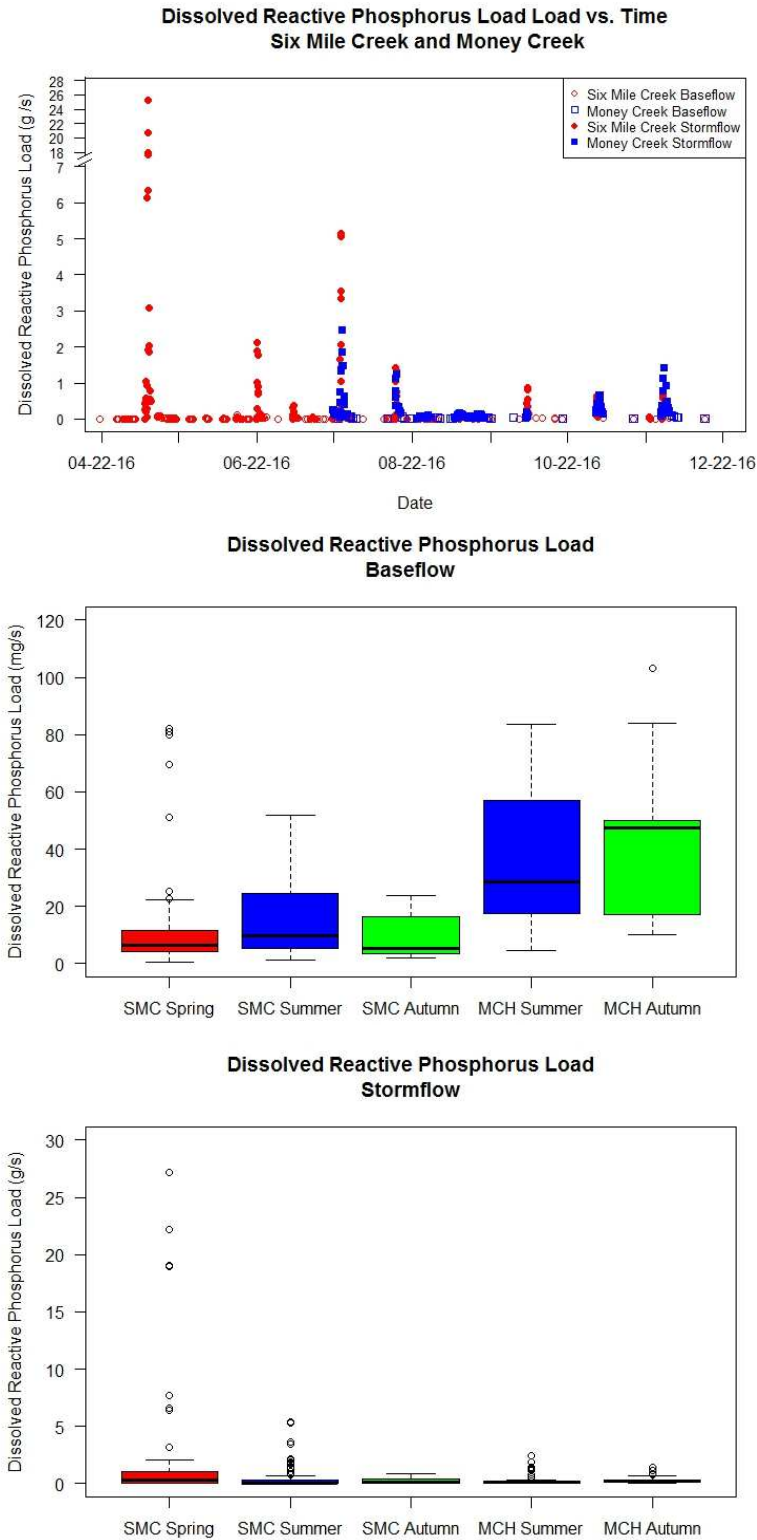 Dissolved Reactive Phosphorus Load Load vs. Time
Six Mile Creek and Money Creek
Dissolved Reactive Phosphorus Load (g /s)
28
26
24
22
20
18
7
6
5
4
3
2
1
0
Six Mile Creek Baseflow
Money Creek Baseflow
Six Mile Creek Stormflow
Money Creek Stormflow
04-22-16 06-22-16 08-22-16 10-22-16 12-22-16
Date
Dissolved Reactive Phosphorus Load
Baseflow
Dissolved Reactive Phosphorus Load (mg/s)
120
100
80
60
40
20
0
SMC Spring SMC Summer SMC Autumn MCH Summer MCH Autumn
Dissolved Reactive Phosphorus Load
Stormflow
Dissolved Reactive Phosphorus Load (g/s)
30
25
20
15
10
5
0
SMC Spring SMC Summer SMC Autumn MCH Summer MCH Autumn